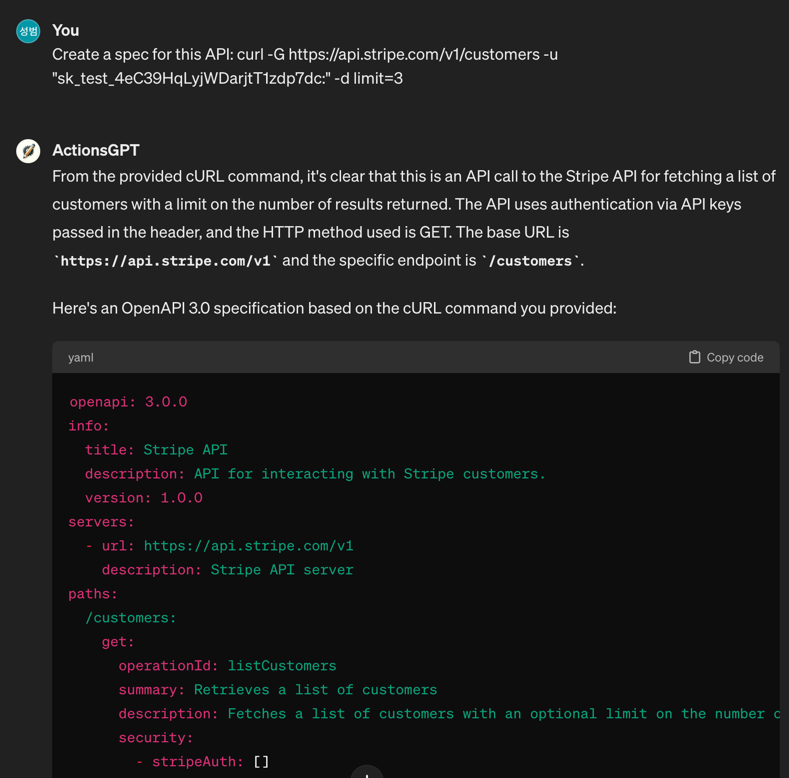 성범
You
Create a spec for this API: curl -G https://api.stripe.com/v1/customers -u
"sk_test_4eC39HqLyjWDarjtT1zdp7dc:" -d limit=3
ActionsGPT
From the provided cURL command, it's clear that this is an API call to the Stripe API for fetching a list of
customers with a limit on the number of results returned. The API uses authentication via API keys
passed in the header, and the HTTP method used is GET. The base URL is
`https://api.stripe.com/v1` and the specific endpoint is `/customers`.
Here's an OpenAPI 3.0 specification based on the cURL command you provided:
yaml
Copy code
openapi: 3.0.0
info:
  title: Stripe API
  description: API for interacting with Stripe customers.
  version: 1.0.0
servers:
  - url: https://api.stripe.com/v1
    description: Stripe API server
paths:
  /customers:
    get:
      operationId: listCustomers
      summary: Retrieves a list of customers
      description: Fetches a list of customers with an optional limit on the number
      security:
        - stripeAuth: []